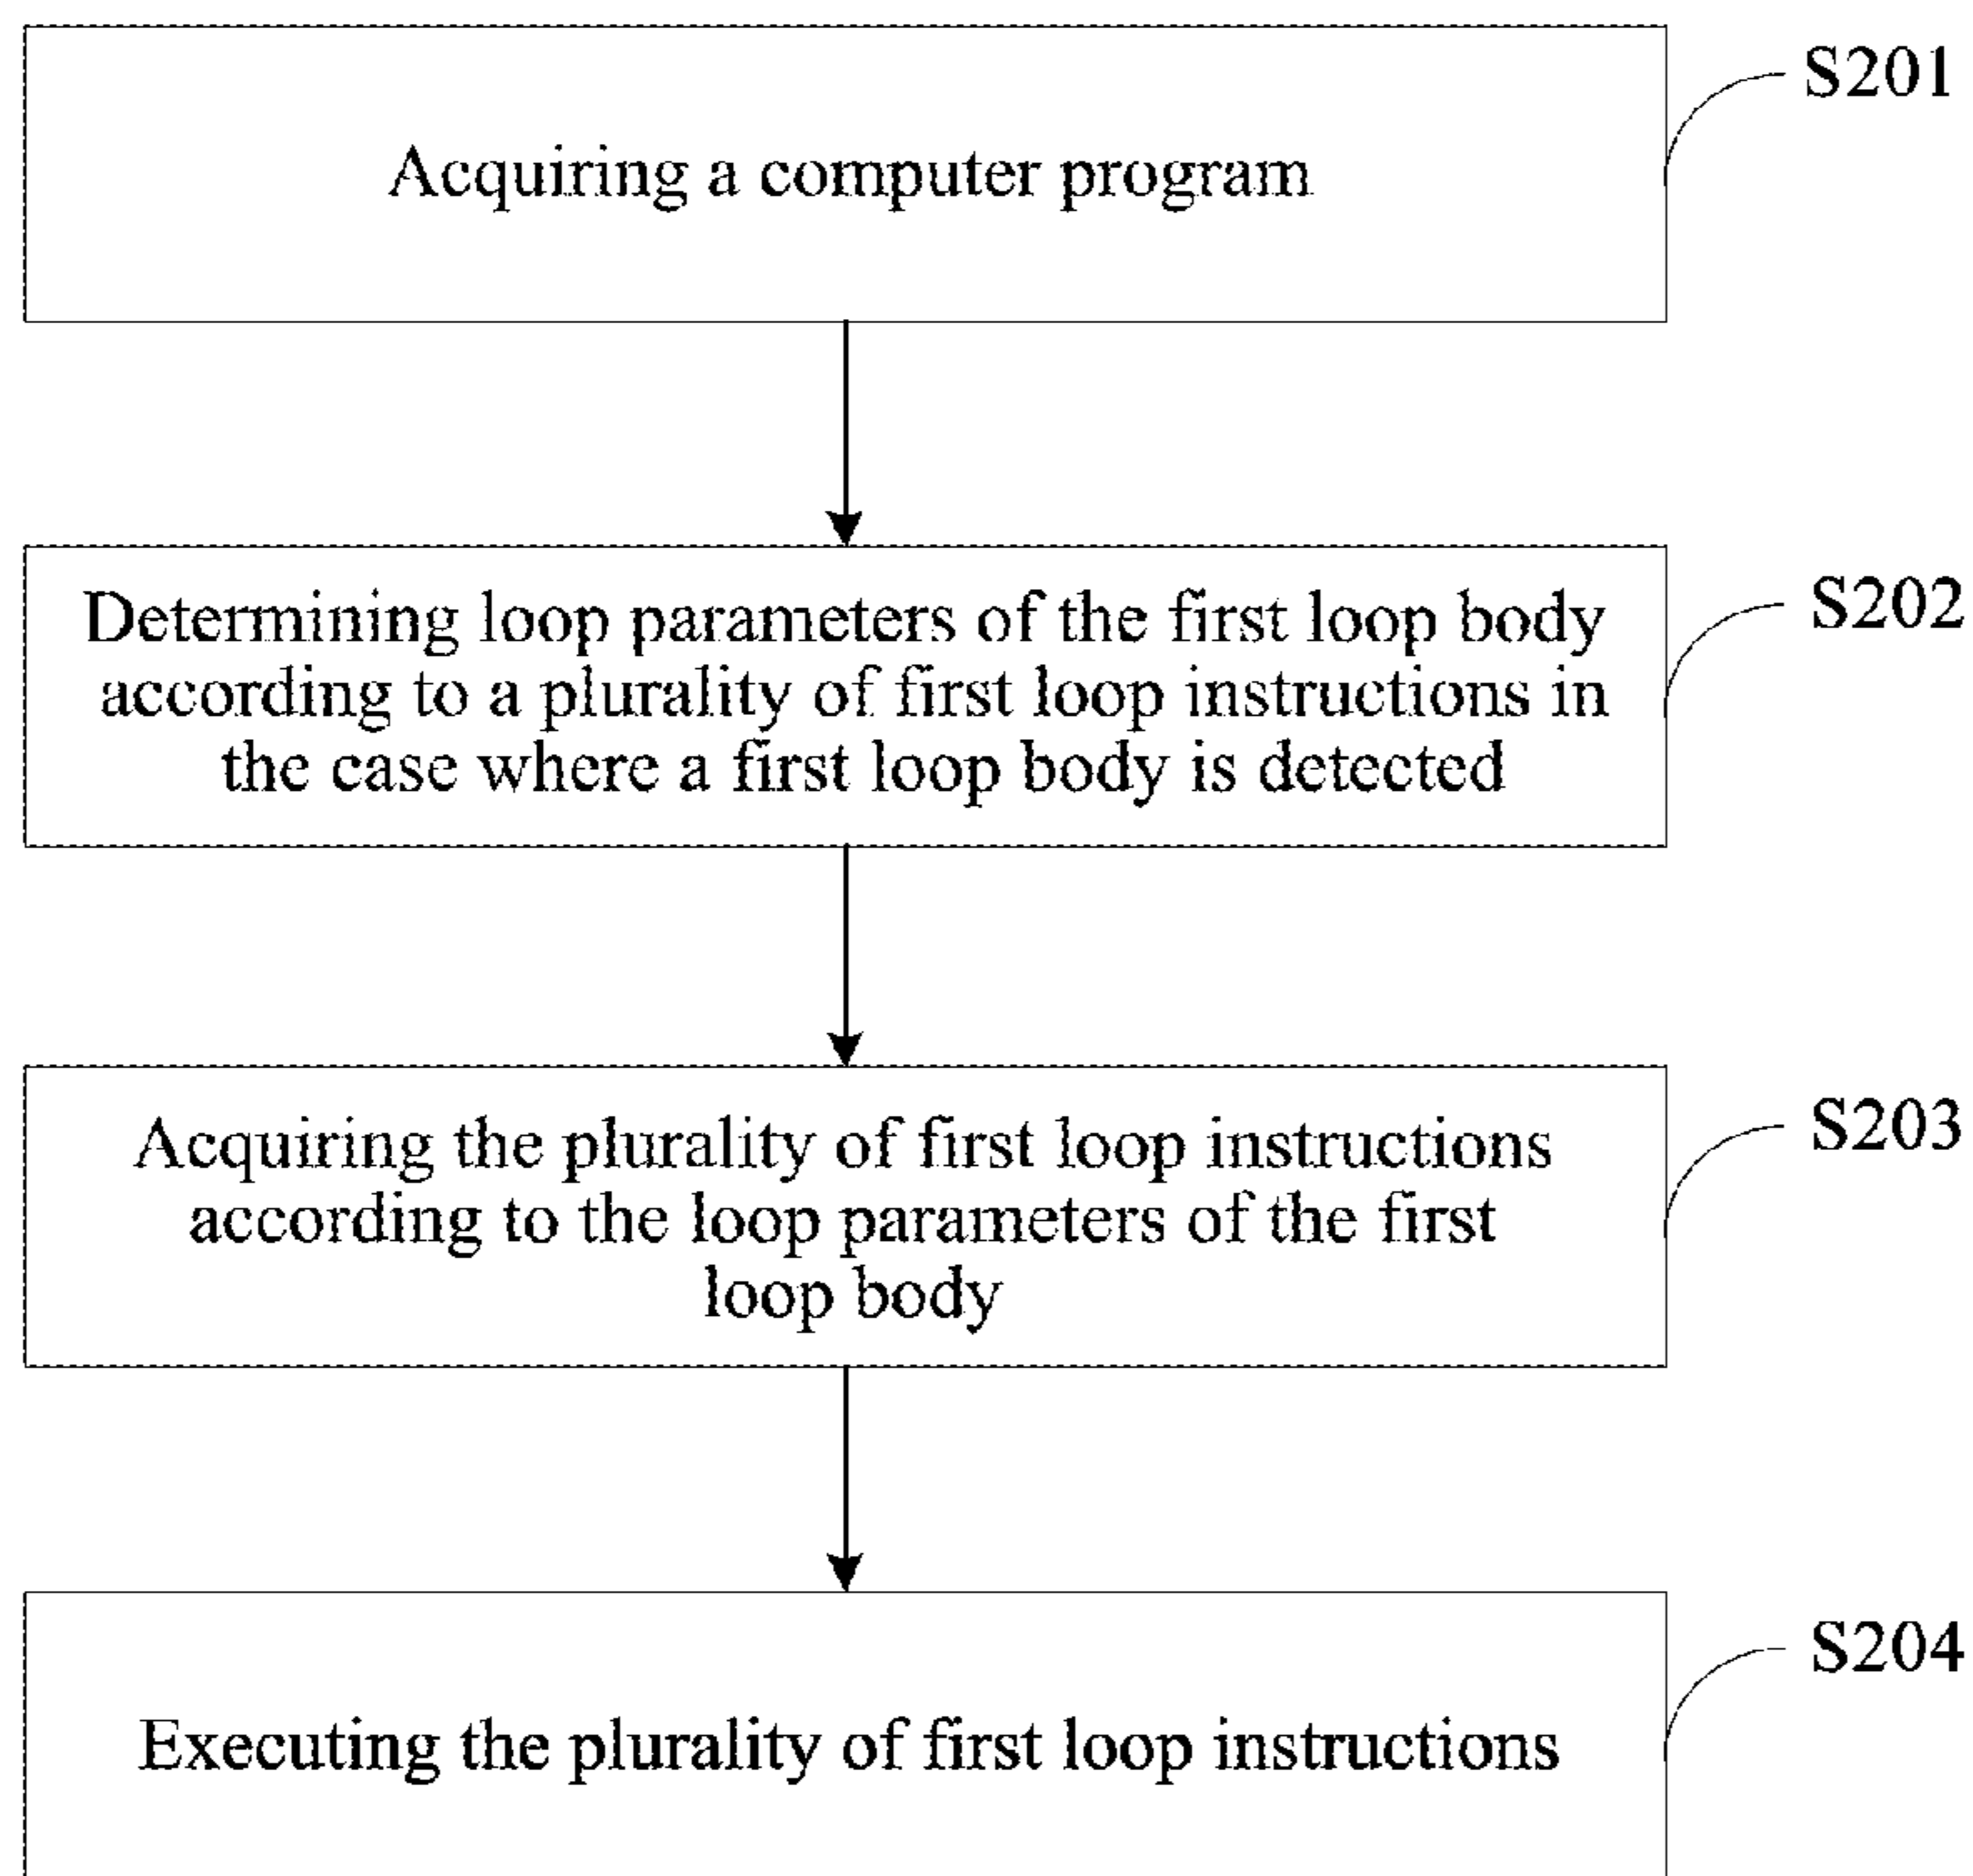 Acquiring a computer program
S201
Determining loop parameters of the first loop body
according to a plurality of first loop instructions in
the case where a first loop body is detected
S202
Acquiring the plurality of first loop instructions
according to the loop parameters of the first
loop body
S203
Executing the plurality of first loop instructions
S204